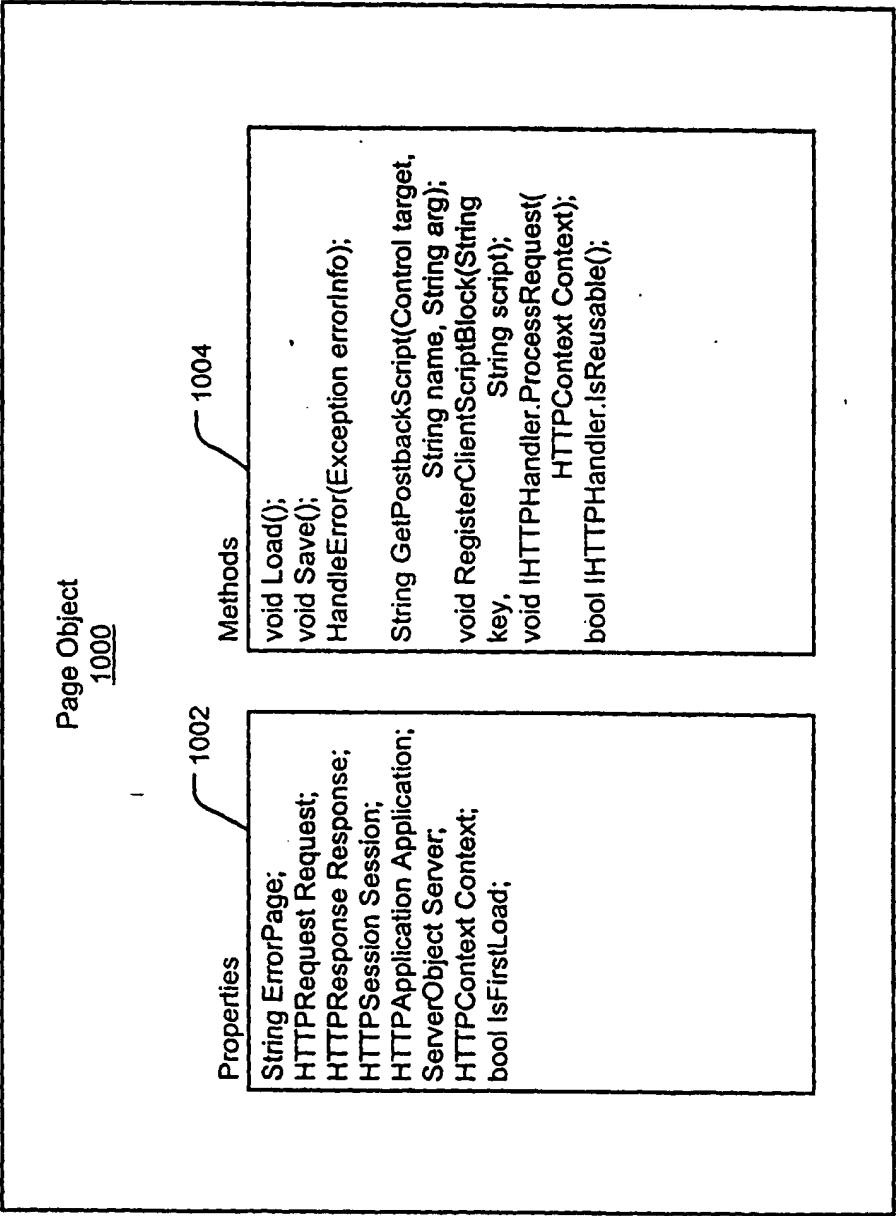 Page Object
1000
Properties
1002
String ErrorPage;
HTTPRequest Request;
HTTPResponse Response;
HTTPSession Session;
HTTPApplication Application;
ServerObject Server;
HTTPContext Context;
bool IsFirstLoad;
Methods
1004
void Load();
void Save();
HandleError(Exception errorInfo);
String GetPostbackScript(Control target,
String name, String arg);
void RegisterClientScriptBlock(String
key, String script);
void IHTTPHandler.ProcessRequest(
HTTPContext Context);
bool IHTTPHandler.IsReusable();